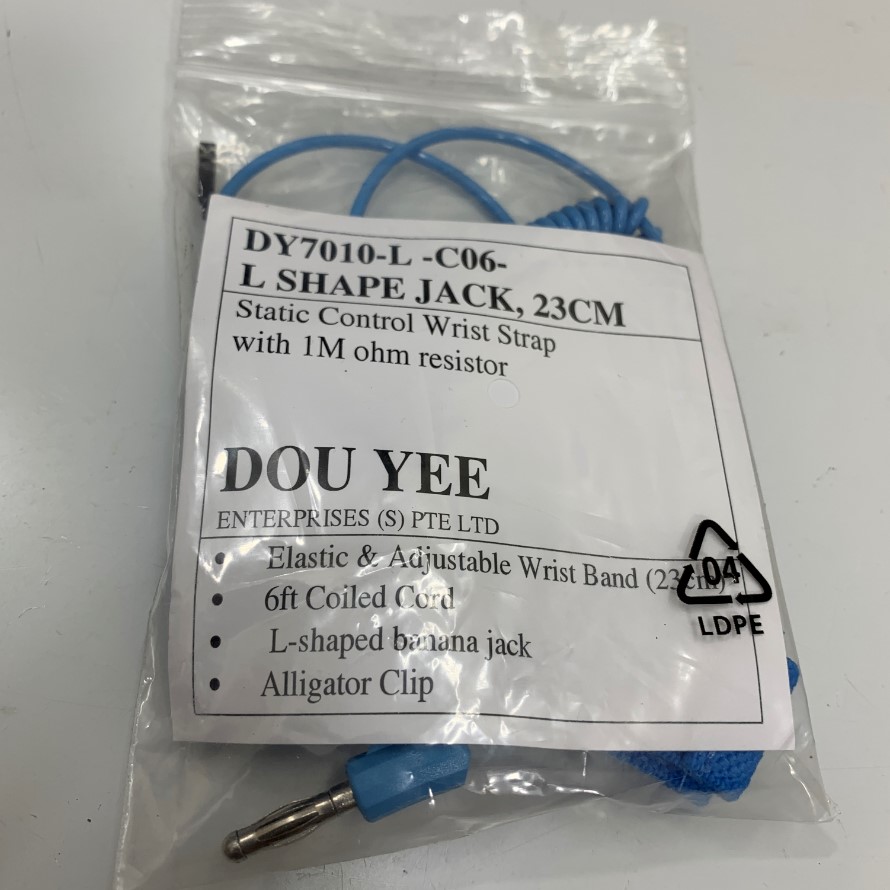 DY7010-L -C06-
L SHAPE JACK, 23CM
Static Control Wrist Strap
with 1M ohm resistor
DOU YEE
ENTERPRISES (S) PTE LTD
• Elastic & Adjustable Wrist Band (23cm)
• 6ft Coiled Cord
• L-shaped banana jack
• Alligator Clip
04
LDPE